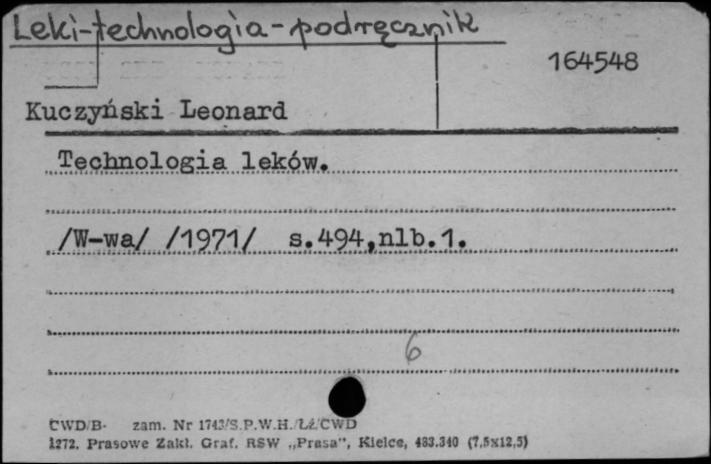 Leki-technologia-podręcznik
164548
Kuczyński Leonard
Technologia leków.
/W-wa/ /1971/ s.494,nlb.1.
6
CWD/B- zam. Nr 1743/S.P.W.H./Łź/CWD
1272. Prasowe Zakł. Graf. RSW „Prasa”, Kielce, 483.340 (7,5x12,5)